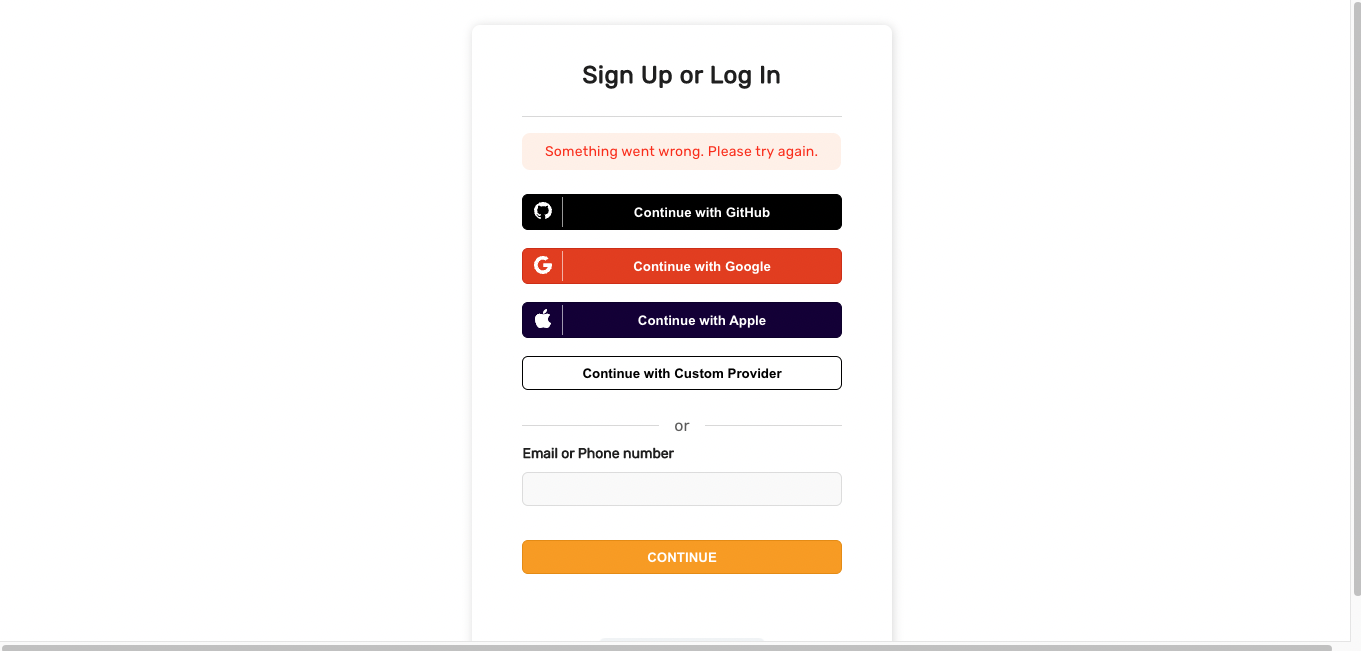 Sign Up or Log In
Something went wrong. Please try again.
Continue with GitHub
Continue with Google
Continue with Apple
Continue with Custom Provider
or
Email or Phone number
CONTINUE